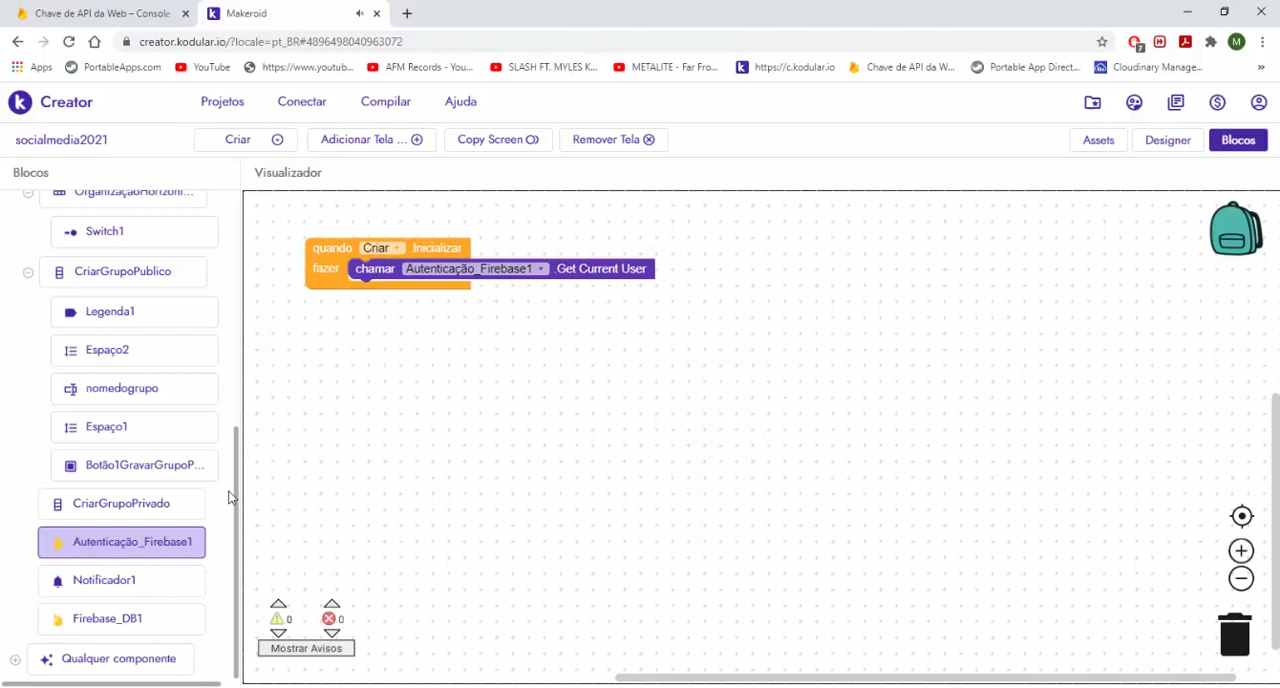 Chave de API da Web – Console
Makeroid
creator.kodular.io/?locale=pt_BR#4896498040963072
Apps
PortableApps.com
YouTube
https://www.youtub...
AFM Records - You...
SLASH FT. MYLES K...
METALITE - Far Fro...
https://c.kodular.io
Chave de API da W...
Portable App Direct...
Cloudinary Manage...
»
Creator
Projetos
Conectar
Compilar
Ajuda
socialmedia2021
Criar
Adicionar Tela ...
Copy Screen
Remover Tela
Assets
Designer
Blocos
Blocos
Visualizador
OrganizaçãoHorizont...
Switch1
CriarGrupoPublico
Legenda1
Espaço2
nomedogrupo
Espaço1
Botão1GravarGrupoP...
CriarGrupoPrivado
Autenticação_Firebase1
Notificador1
Firebase_DB1
Qualquer componente
quando Criar .Inicializar
fazer chamar Autenticação_Firebase1 .Get Current User
0
0
Mostrar Avisos